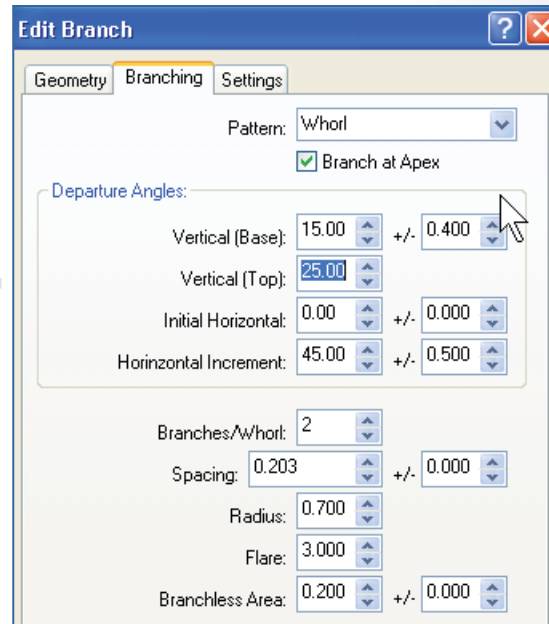 Edit Branch
Geometry Branching Settings
Pattern: Whorl
Branch at Apex
Departure Angles:
Vertical (Base): 15.00 +/- 0.400
Vertical (Top): 25.00
Initial Horizontal: 0.00 +/- 0.000
Horinzontal Increment: 45.00 +/- 0.500
Branches/Whorl: 2
Spacing: 0.203 +/- 0.000
Radius: 0.700
Flare: 3.000
Branchless Area: 0.200 +/- 0.000